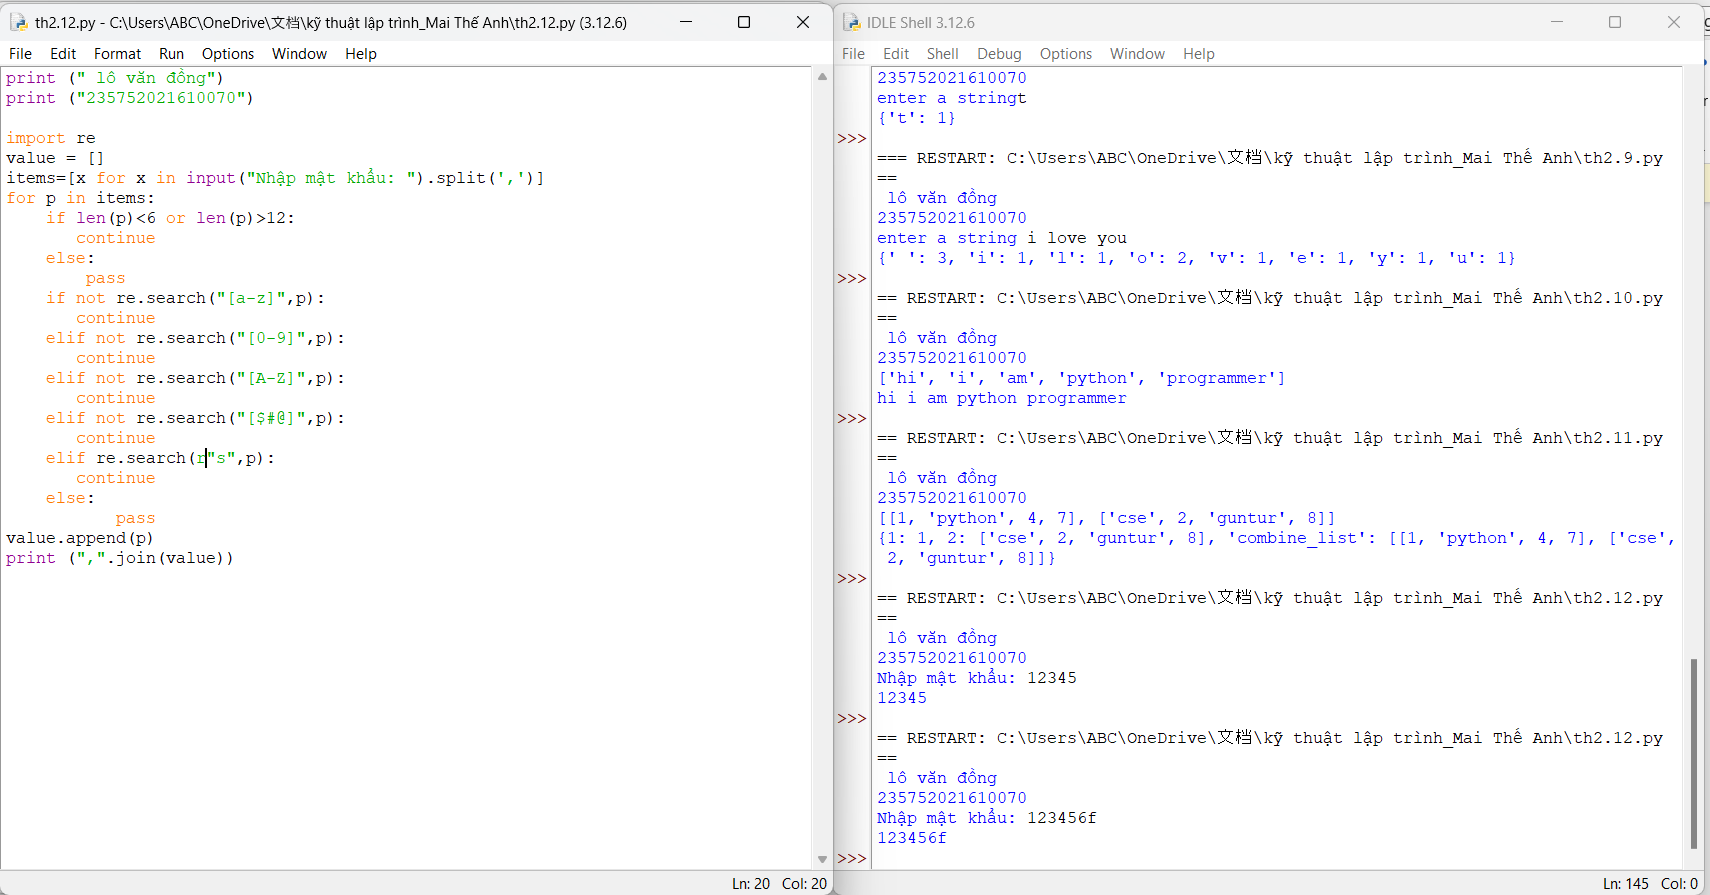 th2.12.py - C:\Users\ABC\OneDrive\文档\kỹ thuật lập trình_Mai Thế Anh\th2.12.py (3.12.6)
File Edit Format Run Options Window Help
print (" lô văn đồng")
print ("235752021610070")
import re
value = []
items=[x for x in input("Nhập mật khẩu: ").split(',')]
for p in items:
    if len(p)<6 or len(p)>12:
       continue
    else:
        pass
    if not re.search("[a-z]",p):
       continue
    elif not re.search("[0-9]",p):
       continue
    elif not re.search("[A-Z]",p):
       continue
    elif not re.search("[$#@]",p):
       continue
    elif re.search(r"s",p):
       continue
    else:
           pass
value.append(p)
print (",".join(value))
Ln: 20 Col: 20
IDLE Shell 3.12.6
File Edit Shell Debug Options Window Help
235752021610070
enter a stringt
{'t': 1}
>>>
=== RESTART: C:\Users\ABC\OneDrive\文档\kỹ thuật lập trình_Mai Thế Anh\th2.9.py
==
 lô văn đồng
235752021610070
enter a string i love you
{' ': 3, 'i': 1, 'l': 1, 'o': 2, 'v': 1, 'e': 1, 'y': 1, 'u': 1}
>>>
== RESTART: C:\Users\ABC\OneDrive\文档\kỹ thuật lập trình_Mai Thế Anh\th2.10.py
==
 lô văn đồng
235752021610070
['hi', 'i', 'am', 'python', 'programmer']
hi i am python programmer
>>>
== RESTART: C:\Users\ABC\OneDrive\文档\kỹ thuật lập trình_Mai Thế Anh\th2.11.py
==
 lô văn đồng
235752021610070
[[1, 'python', 4, 7], ['cse', 2, 'guntur', 8]]
{1: 1, 2: ['cse', 2, 'guntur', 8], 'combine_list': [[1, 'python', 4, 7], ['cse',
 2, 'guntur', 8]]}
>>>
== RESTART: C:\Users\ABC\OneDrive\文档\kỹ thuật lập trình_Mai Thế Anh\th2.12.py
==
 lô văn đồng
235752021610070
Nhập mật khẩu: 12345
12345
>>>
== RESTART: C:\Users\ABC\OneDrive\文档\kỹ thuật lập trình_Mai Thế Anh\th2.12.py
==
 lô văn đồng
235752021610070
Nhập mật khẩu: 123456f
123456f
>>>
Ln: 145 Col: 0